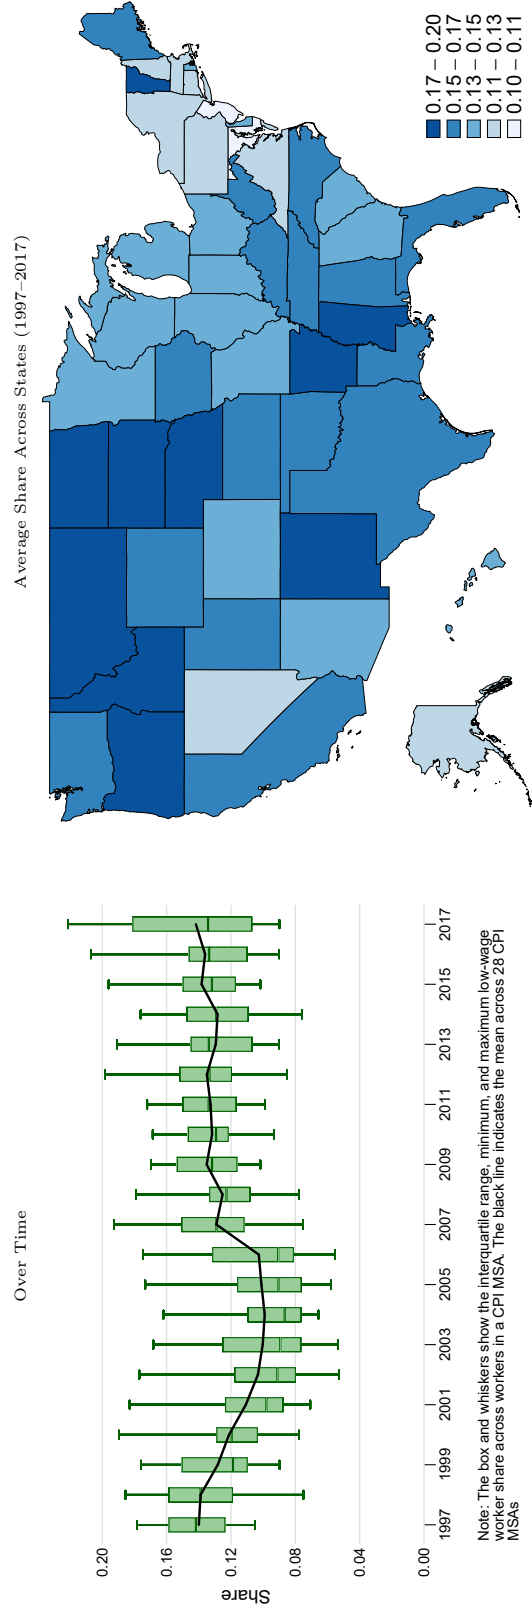 Over Time
Share
0.20
0.16
0.12
0.08
0.04
0.00
1997
1999
2001
2003
2005
2007
2009
2011
2013
2015
2017
Note: The box and whiskers show the interquartile range, minimum, and maximum low-wage
worker share across workers in a CPI MSA. The black line indicates the mean across 28 CPI
MSAs
Average Share Across States (1997–2017)
0.17 – 0.20
0.15 – 0.17
0.13 – 0.15
0.11 – 0.13
0.10 – 0.11